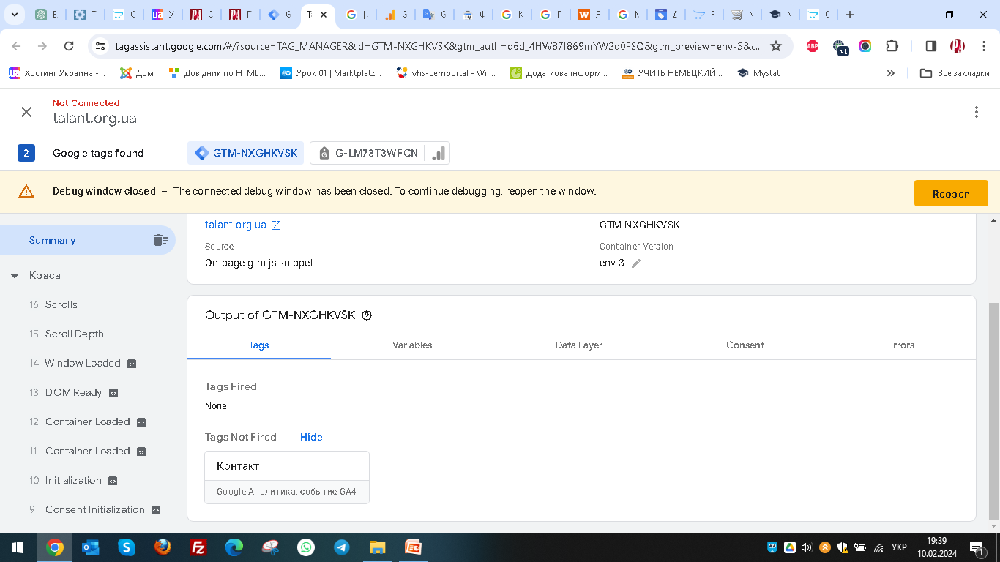 E
T
C
У
C
Г
G
Т
[(
G
G
С
K
P
Я
М
Д
F
М
М
C
tagassistant.google.com/#/?source=TAG_MANAGER&id=GTM-NXGHKVSK&gtm_auth=q6d_4HW87I869mYW2q0FSQ&gtm_preview=env-3&c...
ABP
NL
Хостинг Украина -...
Дом
Довідник по HTML...
Урок 01 | Marktplatz...
vhs-Lernportal - Wil...
Додаткова інформ...
УЧИТЬ НЕМЕЦКИЙ...
Mystat
»
Все закладки
Not Connected
talant.org.ua
2
Google tags found
GTM-NXGHKVSK
G-LM73T3WFCN
Debug window closed – The connected debug window has been closed. To continue debugging, reopen the window.
Reopen
Summary
Краса
16 Scrolls
15 Scroll Depth
14 Window Loaded
13 DOM Ready
12 Container Loaded
11 Container Loaded
10 Initialization
9 Consent Initialization
talant.org.ua
GTM-NXGHKVSK
Source
Container Version
On-page gtm.js snippet
env-3
Output of GTM-NXGHKVSK
Tags
Variables
Data Layer
Consent
Errors
Tags Fired
None
Tags Not Fired
Hide
Контакт
Google Аналитика: событие GA4
УКР
19:39
10.02.2024
1